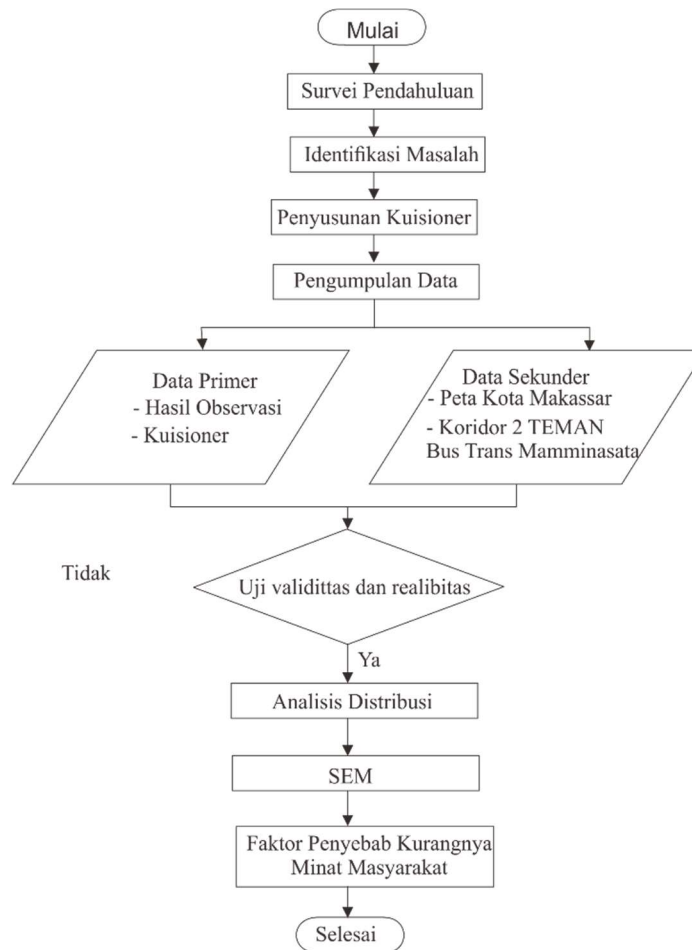 Mulai
Survei Pendahuluan
Identifikasi Masalah
Penyusunan Kuisioner
Pengumpulan Data
Data Primer
- Hasil Observasi
- Kuisioner
Data Sekunder
- Peta Kota Makassar
- Koridor 2 TEMAN
Bus Trans Mamminasata
Tidak
Uji validittas dan realibitas
Ya
Analisis Distribusi
SEM
Faktor Penyebab Kurangnya
Minat Masyarakat
Selesai